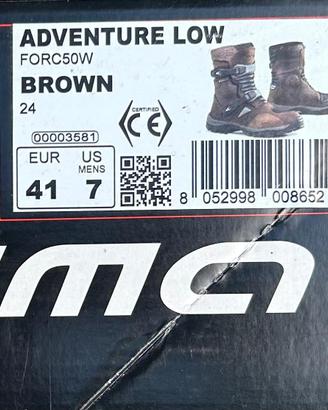 ADVENTURE LOW
FORC50W
BROWN
24
CERTIFIED
CE
00003581
EUR US
MENS
41 7
8 052998 008652